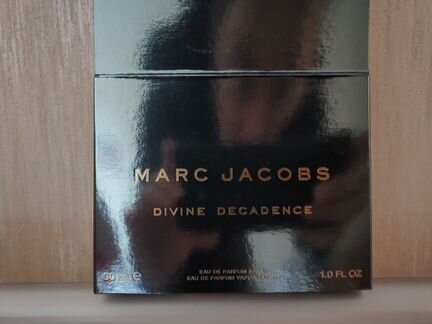 MARC JACOBS
DIVINE DECADENCE
EAU DE PARFUM SPRAY
30 ml e 1.0 FL OZ
EAU DE PARFUM VAPORISATEUR